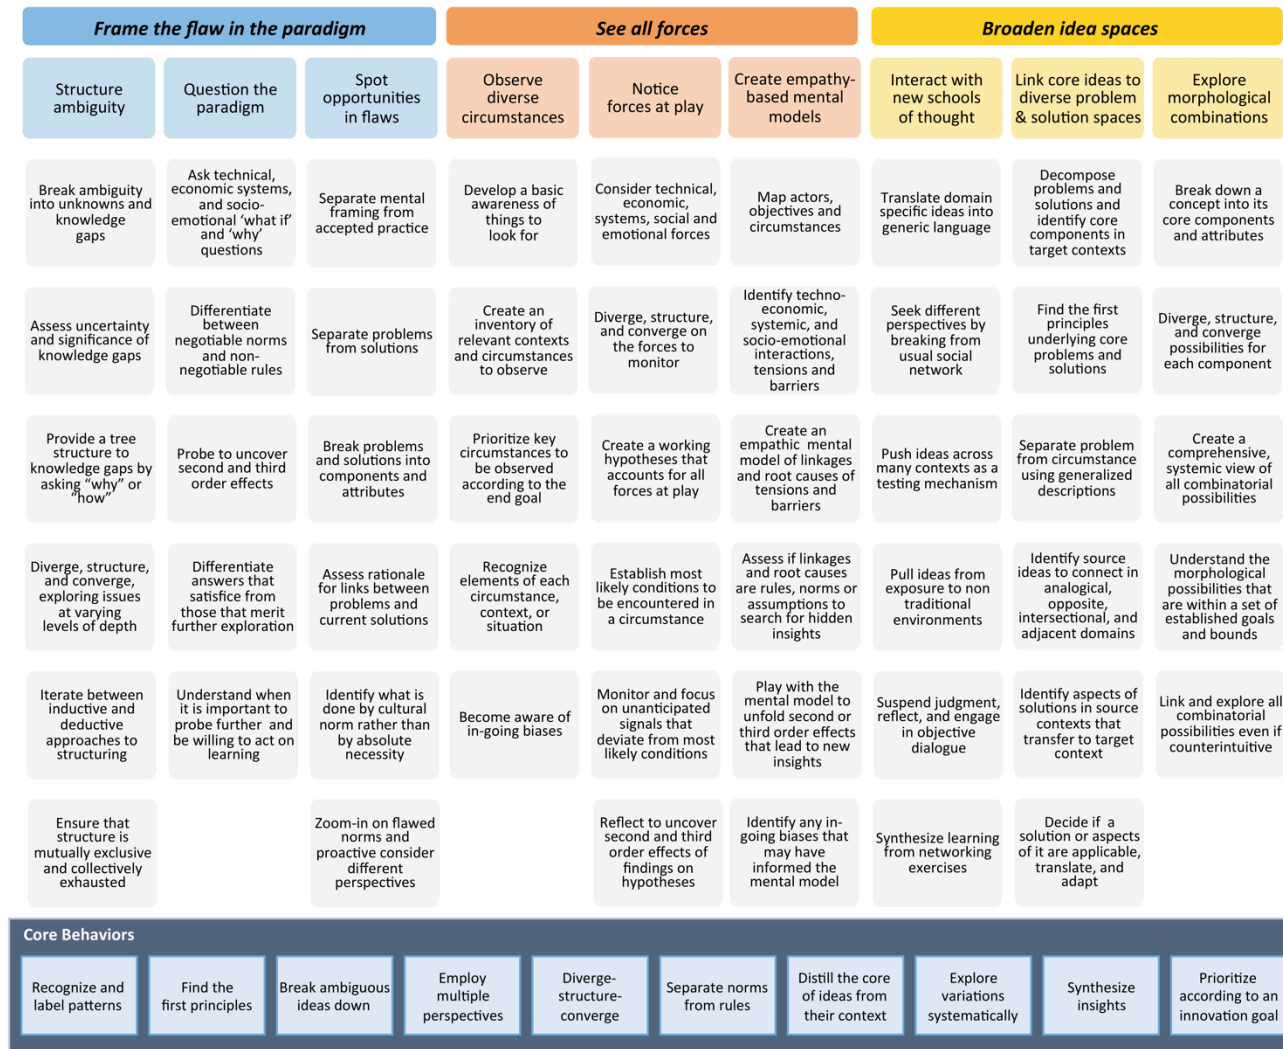 Frame the flaw in the paradigm
See all forces
Broaden idea spaces
Structure
ambiguity
Question the
paradigm
Spot
opportunities
in flaws
Observe
diverse
circumstances
Notice
forces at play
Create empathy-
based mental
models
Interact with
new schools
of thought
Link core ideas to
diverse problem
& solution spaces
Explore
morphological
combinations
Break ambiguity
into unknowns and
knowledge
gaps
Ask technical,
economic systems,
and socio-
emotional ‘what if’
and ‘why’
questions
Separate mental
framing from
accepted practice
Develop a basic
awareness of
things to
look for
Consider technical,
economic,
systems, social and
emotional forces
Map actors,
objectives and
circumstances
Translate domain
specific ideas into
generic language
Decompose
problems and
solutions and
identify core
components in
target contexts
Break down a
concept into its
core components
and attributes
Assess uncertainty
and significance of
knowledge gaps
Differentiate
between
negotiable norms
and non-
negotiable rules
Separate problems
from solutions
Create an
inventory of
relevant contexts
and circumstances
to observe
Diverge, structure,
and converge on
the forces to
monitor
Identify techno-
economic,
systemic, and
socio-emotional
interactions,
tensions and
barriers
Seek different
perspectives by
breaking from
usual social
network
Find the first
principles
underlying core
problems and
solutions
Diverge, structure,
and converge
possibilities for
each component
Provide a tree
structure to
knowledge gaps by
asking “why” or
“how”
Probe to uncover
second and third
order effects
Break problems
and solutions into
components and
attributes
Prioritize key
circumstances to
be observed
according to the
end goal
Create a working
hypotheses that
accounts for all
forces at play
Create an
empathic mental
model of linkages
and root causes of
tensions and
barriers
Push ideas across
many contexts as a
testing mechanism
Separate problem
from circumstance
using generalized
descriptions
Create a
comprehensive,
systemic view of
all combinatorial
possibilities
Diverge, structure,
and converge,
exploring issues
at varying
levels of depth
Differentiate
answers that
satisfice from
those that merit
further exploration
Assess rationale
for links between
problems and
current solutions
Recognize
elements of each
circumstance,
context, or
situation
Establish most
likely conditions to
be encountered in
a circumstance
Assess if linkages
and root causes
are rules, norms or
assumptions to
search for hidden
insights
Pull ideas from
exposure to non
traditional
environments
Identify source
ideas to connect in
analogical,
opposite,
intersectional, and
adjacent domains
Understand the
morphological
possibilities that
are within a set of
established goals
and bounds
Iterate between
inductive and
deductive
approaches to
structuring
Understand when
it is important to
probe further and
be willing to act on
learning
Identify what is
done by cultural
norm rather than
by absolute
necessity
Become aware of
in-going biases
Monitor and focus
on unanticipated
signals that
deviate from most
likely conditions
Play with the
mental model to
unfold second or
third order effects
that lead to new
insights
Suspend judgment,
reflect, and engage
in objective
dialogue
Identify aspects of
solutions in source
contexts that
transfer to target
context
Link and explore all
combinatorial
possibilities even if
counterintuitive
Ensure that
structure is
mutually exclusive
and collectively
exhausted
Zoom-in on flawed
norms and
proactive consider
different
perspectives
Reflect to uncover
second and third
order effects of
findings on
hypotheses
Identify any in-
going biases that
may have
informed the
mental model
Synthesize learning
from networking
exercises
Decide if a
solution or aspects
of it are applicable,
translate, and
adapt
Core Behaviors
Recognize and
label patterns
Find the
first principles
Break ambiguous
ideas down
Employ
multiple
perspectives
Diverge-
structure-
converge
Separate norms
from rules
Distill the core
of ideas from
their context
Explore
variations
systematically
Synthesize
insights
Prioritize
according to an
innovation goal